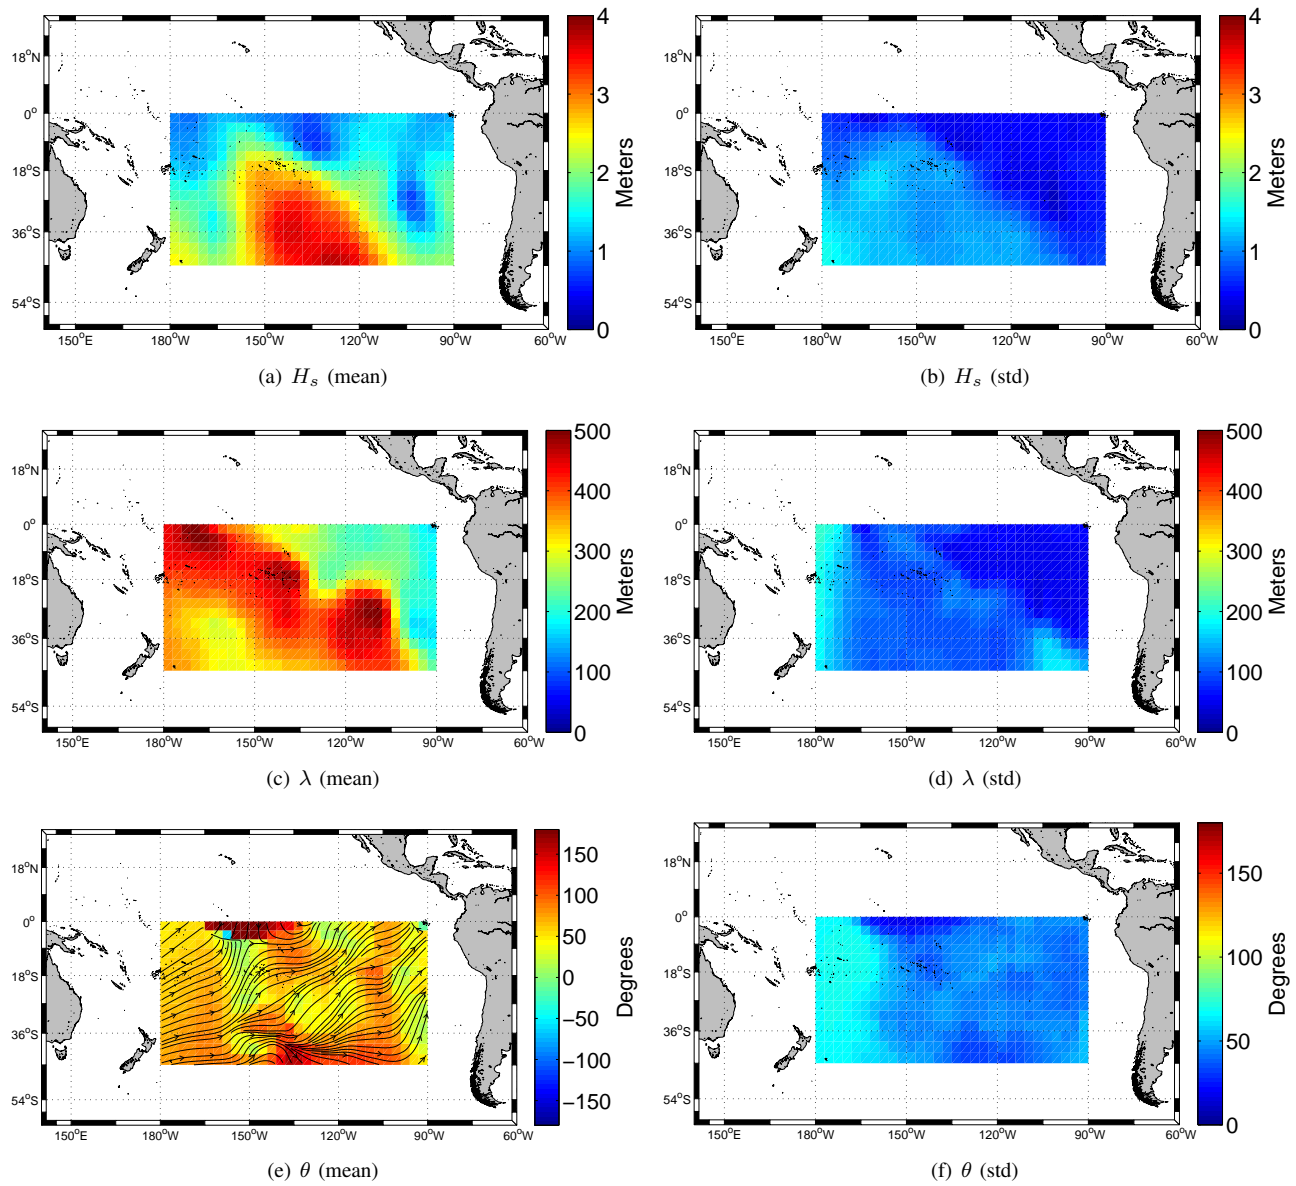 18°N
0°
18°S
36°S
54°S
150°E
180°W
150°W
120°W
90°W
60°W
4
3
2
1
0
Meters
(a) H_s (mean)
18°N
0°
18°S
36°S
54°S
150°E
180°W
150°W
120°W
90°W
60°W
4
3
2
1
0
Meters
(b) H_s (std)
18°N
0°
18°S
36°S
54°S
150°E
180°W
150°W
120°W
90°W
60°W
500
400
300
200
100
0
Meters
(c) λ (mean)
18°N
0°
18°S
36°S
54°S
150°E
180°W
150°W
120°W
90°W
60°W
500
400
300
200
100
0
Meters
(d) λ (std)
18°N
0°
18°S
36°S
54°S
150°E
180°W
150°W
120°W
90°W
60°W
150
100
50
0
−50
−100
−150
Degrees
(e) θ (mean)
18°N
0°
18°S
36°S
54°S
150°E
180°W
150°W
120°W
90°W
60°W
150
100
50
0
Degrees
(f) θ (std)